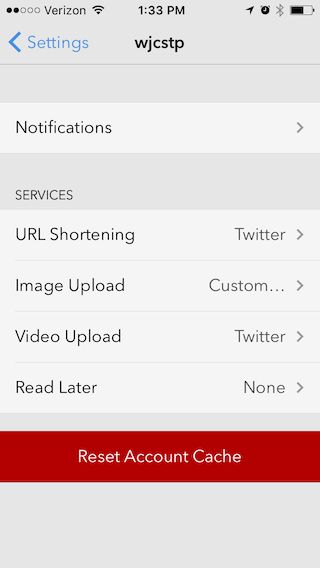 Verizon 1:33 PM
Settings wjcstp
Notifications
SERVICES
URL Shortening Twitter
Image Upload Custom...
Video Upload Twitter
Read Later None
Reset Account Cache